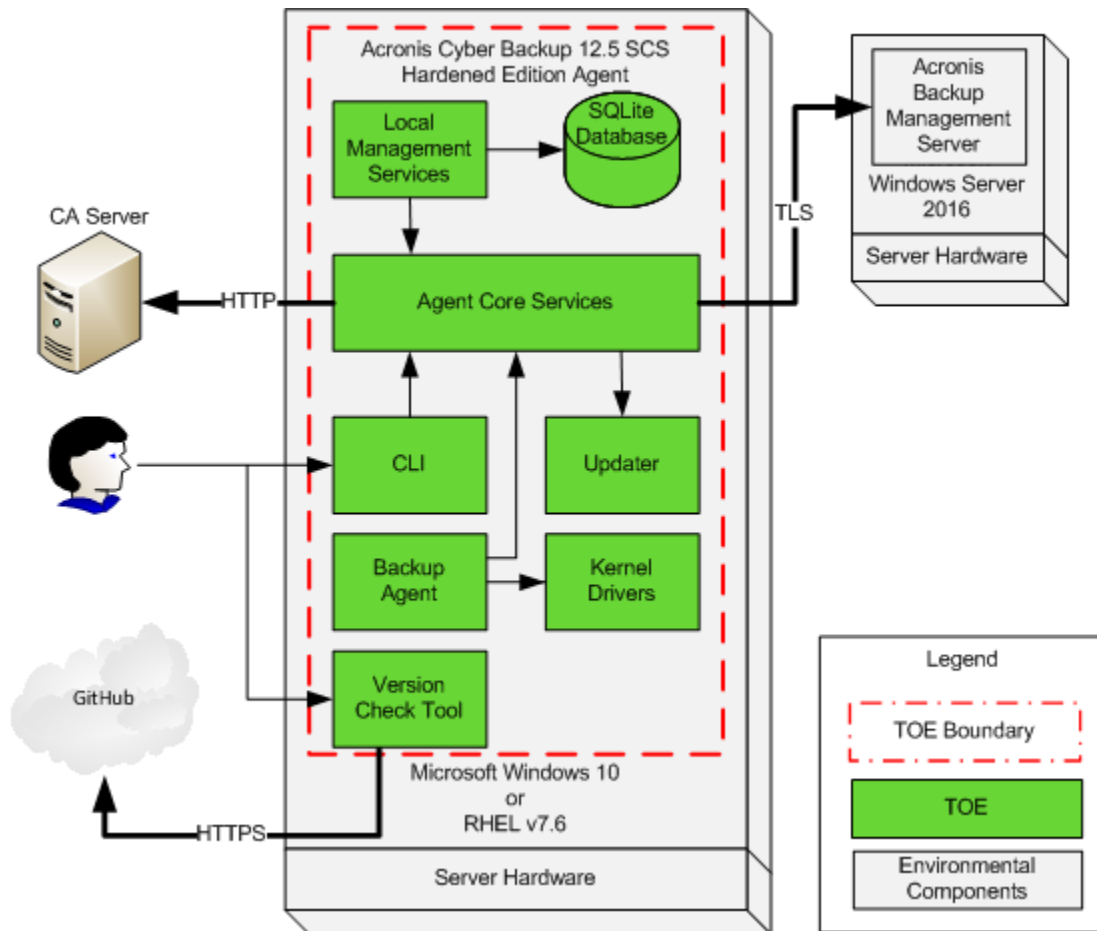 Acronis Cyber Backup 12.5 SCS
Hardened Edition Agent
Local
Management
Services
SQLite
Database
Acronis
Backup
Management
Server
Windows Server
2016
Server Hardware
TLS
CA Server
HTTP
Agent Core Services
CLI
Updater
Backup
Agent
Kernel
Drivers
GitHub
Version
Check Tool
HTTPS
Microsoft Windows 10
or
RHEL v7.6
Server Hardware
Legend
TOE Boundary
TOE
Environmental
Components